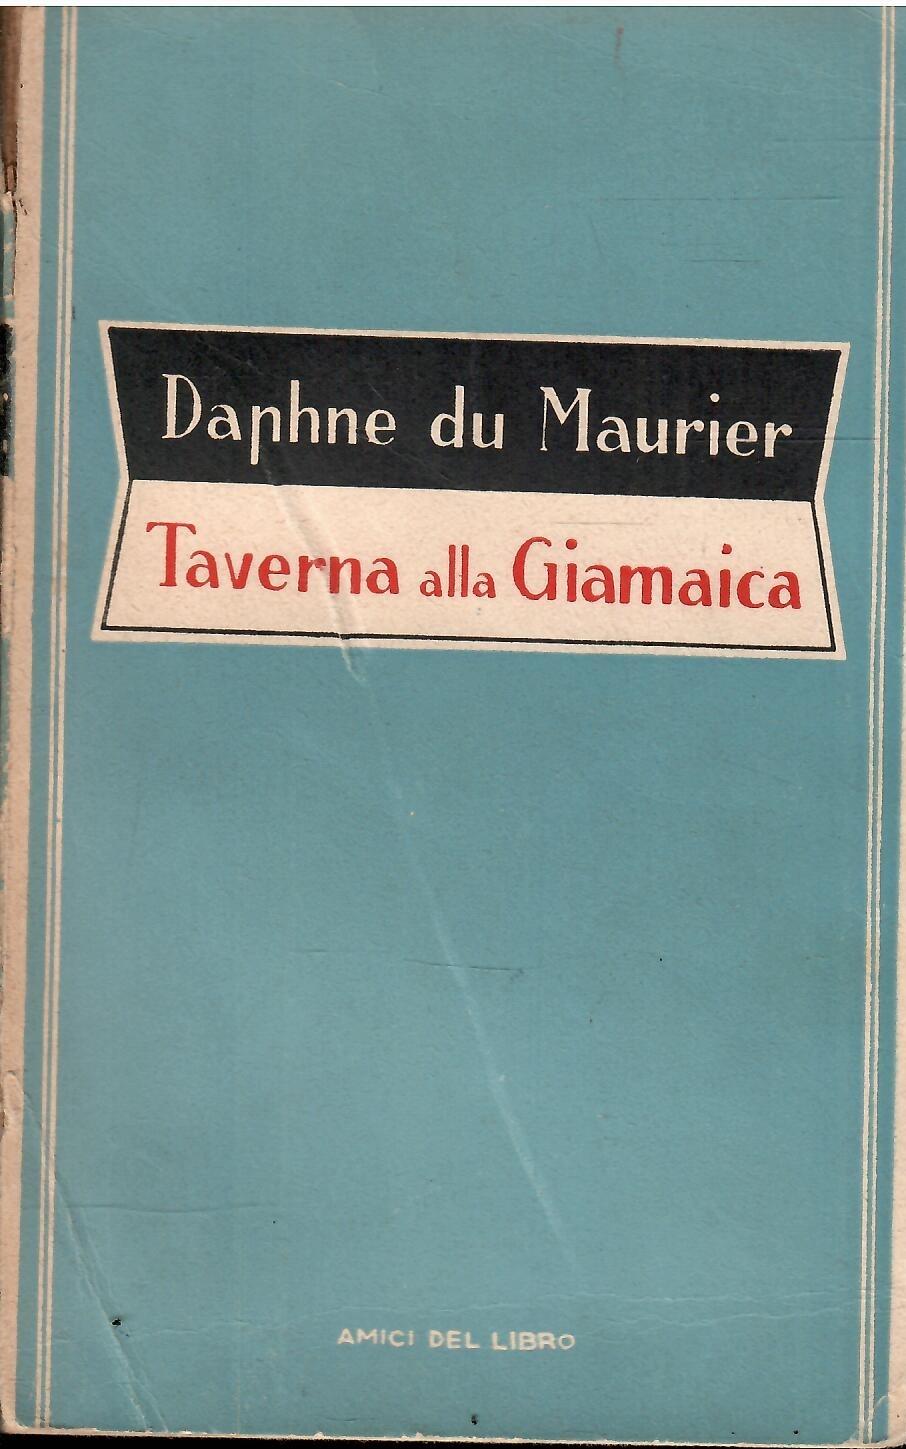 Daphne du Maurier
Taverna alla Giamaica
AMICI DEL LIBRO